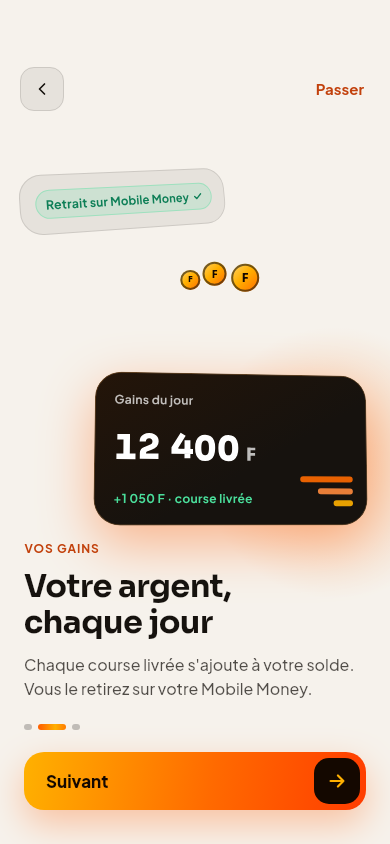 Passer
Retrait sur Mobile Money ✓
F F F
Gains du jour
12 400 F
+1 050 F · course livrée
VOS GAINS
Votre argent,
chaque jour
Chaque course livrée s'ajoute à votre solde.
Vous le retirez sur votre Mobile Money.
Suivant